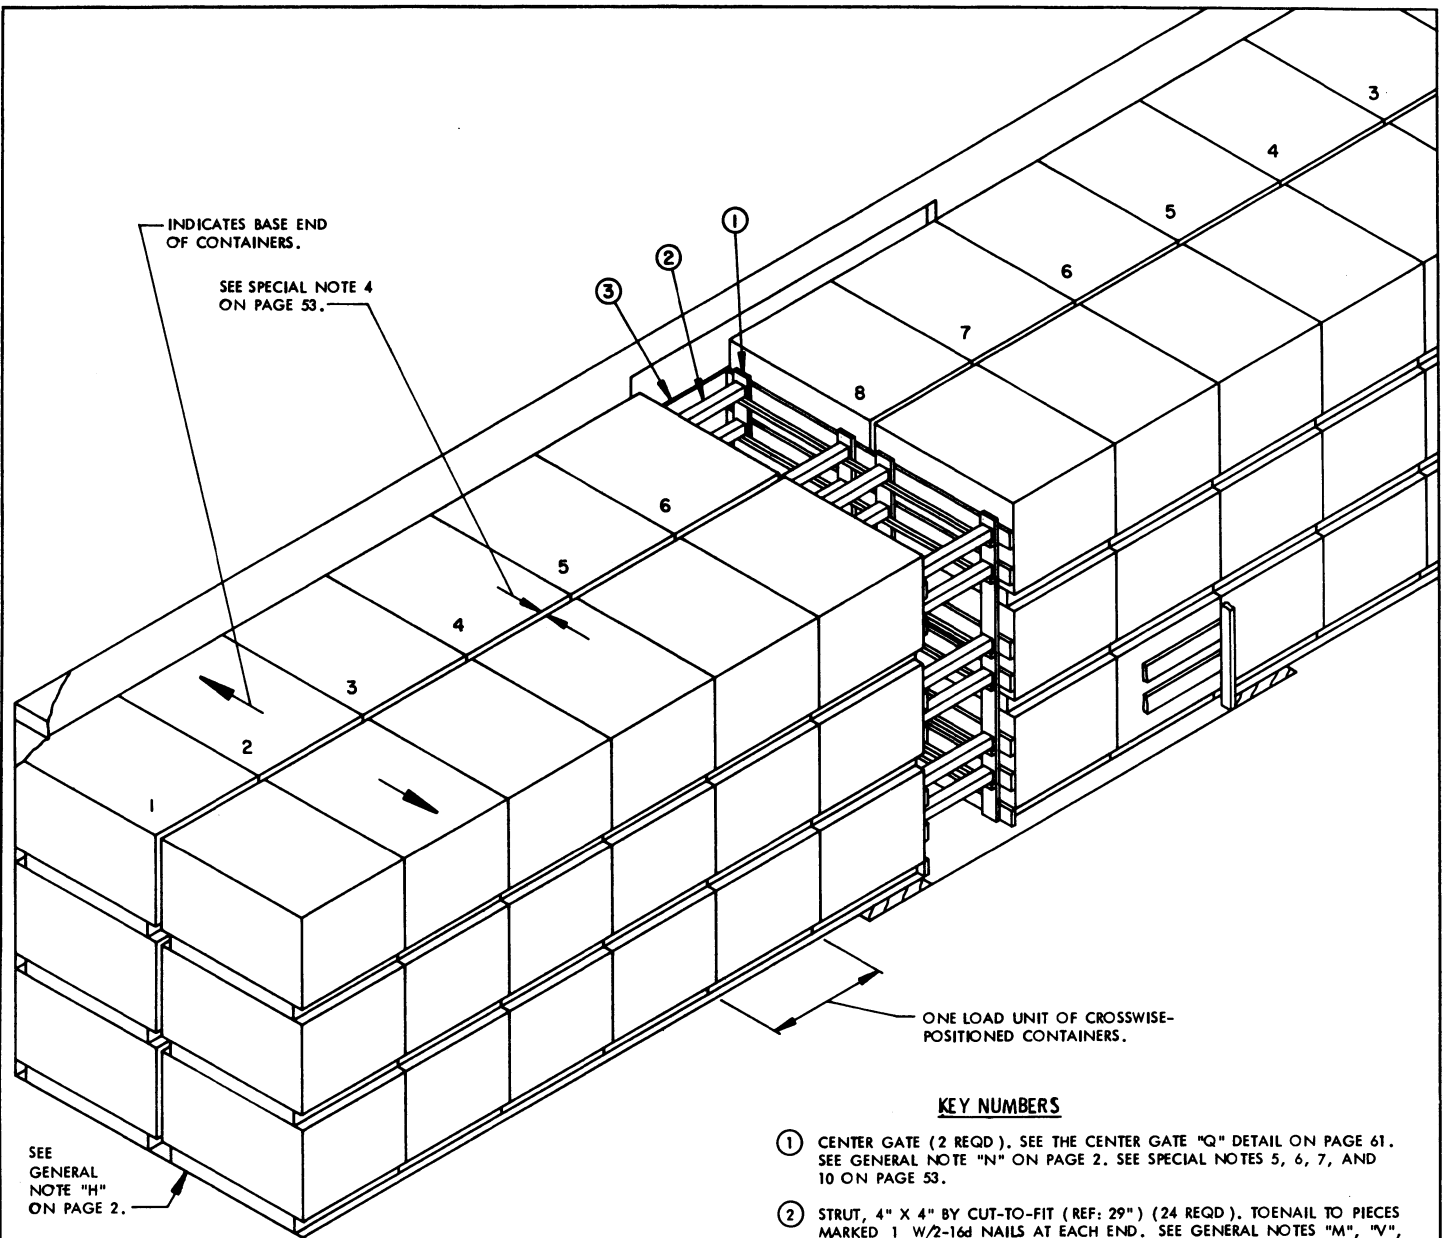 INDICATES BASE END
OF CONTAINERS.
SEE SPECIAL NOTE 4
ON PAGE 53.
1
2
3
3
4
5
6
7
8
6
5
4
3
2
1
ONE LOAD UNIT OF CROSSWISE-
POSITIONED CONTAINERS.
SEE
GENERAL
NOTE "H"
ON PAGE 2.
KEY NUMBERS
1 CENTER GATE (2 REQD). SEE THE CENTER GATE "Q" DETAIL ON PAGE 61.
SEE GENERAL NOTE "N" ON PAGE 2. SEE SPECIAL NOTES 5, 6, 7, AND
10 ON PAGE 53.
2 STRUT, 4" X 4" BY CUT-TO-FIT (REF: 29") (24 REQD). TOENAIL TO PIECES
MARKED 1 W/2-16d NAILS AT EACH END. SEE GENERAL NOTES "M", "V",